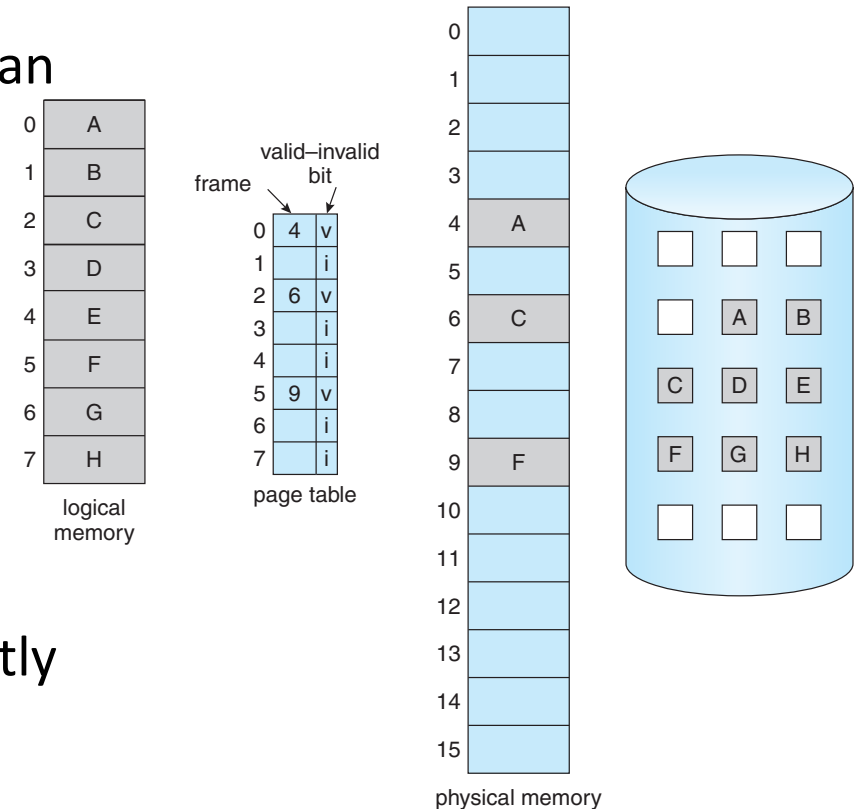 an
0 A
1 B
2 C
3 D
4 E
5 F
6 G
7 H
logical
memory
valid–invalid
bit
frame
0 4 v
1 i
2 6 v
3 i
4 i
5 9 v
6 i
7 i
page table
0
1
2
3
4 A
5
6 C
7
8
9 F
10
11
12
13
14
15
physical memory
A B
C D E
F G H
tly